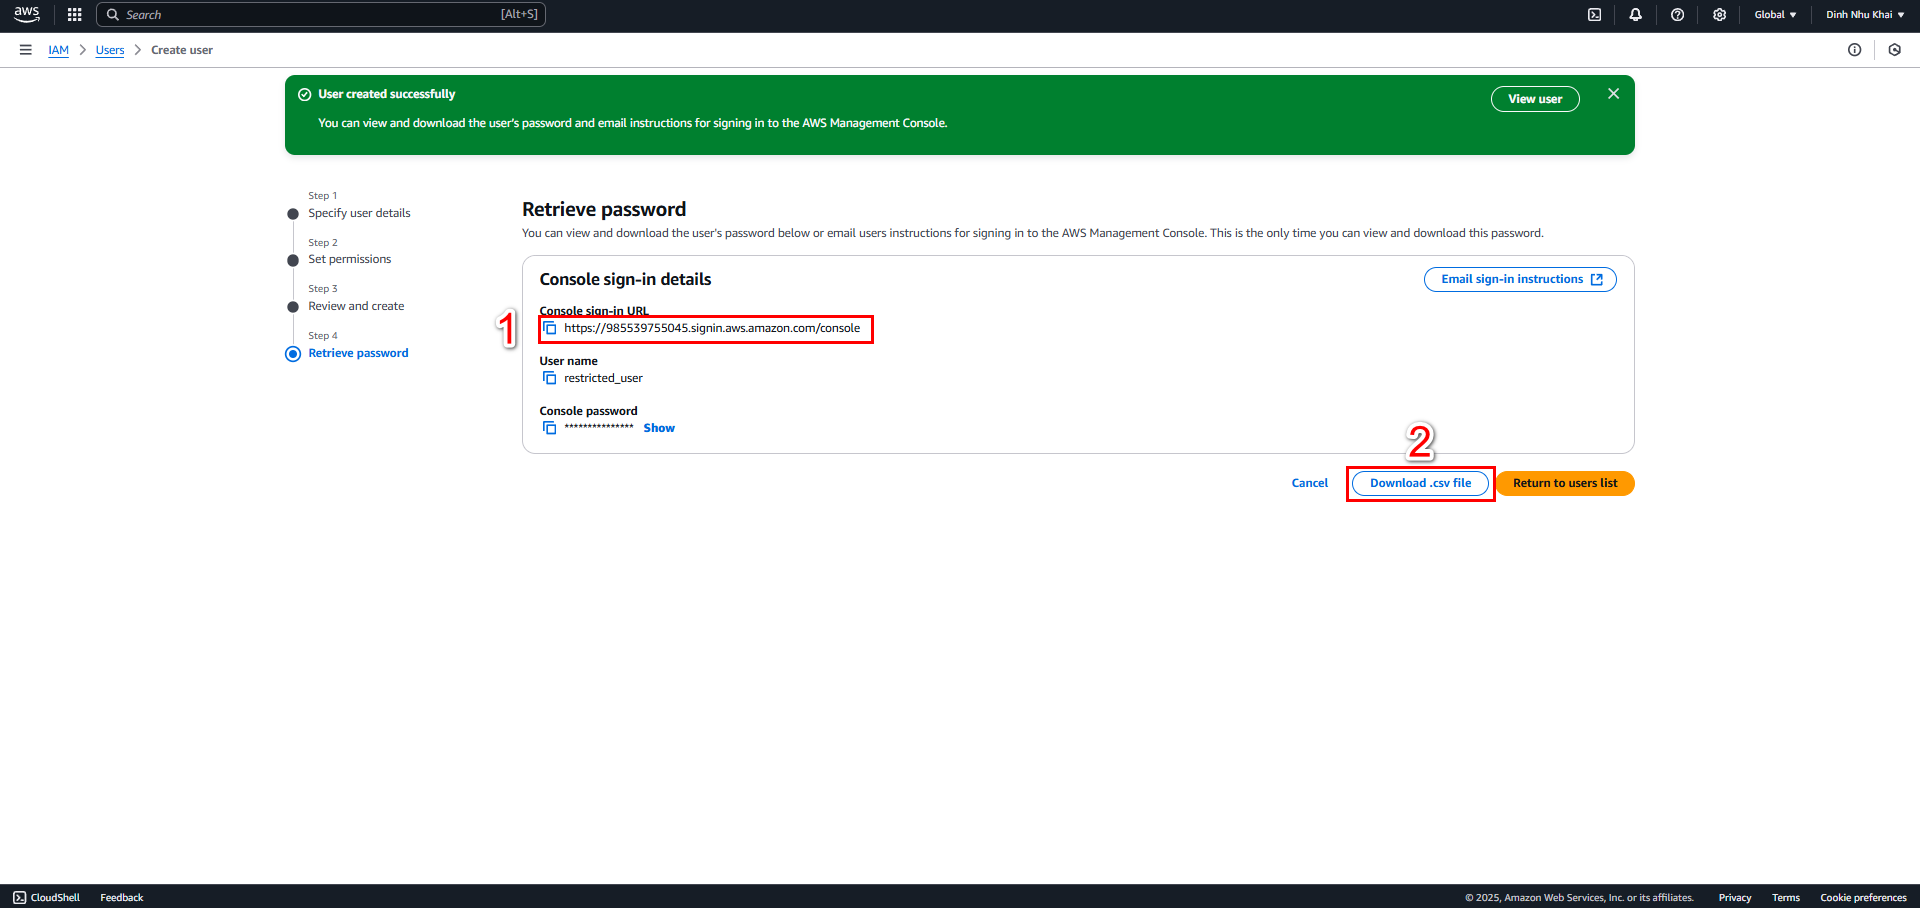 aws
Search
[Alt+S]
Global
Dinh Nhu Khai
IAM
Users
Create user
User created successfully
You can view and download the user's password and email instructions for signing in to the AWS Management Console.
View user
Step 1
Specify user details
Step 2
Set permissions
Step 3
Review and create
Step 4
Retrieve password
Retrieve password
You can view and download the user's password below or email users instructions for signing in to the AWS Management Console. This is the only time you can view and download this password.
Console sign-in details
Email sign-in instructions
Console sign-in URL
1
https://985539755045.signin.aws.amazon.com/console
User name
restricted_user
Console password
*************** Show
2
Cancel
Download .csv file
Return to users list
CloudShell
Feedback
© 2025, Amazon Web Services, Inc. or its affiliates.
Privacy
Terms
Cookie preferences